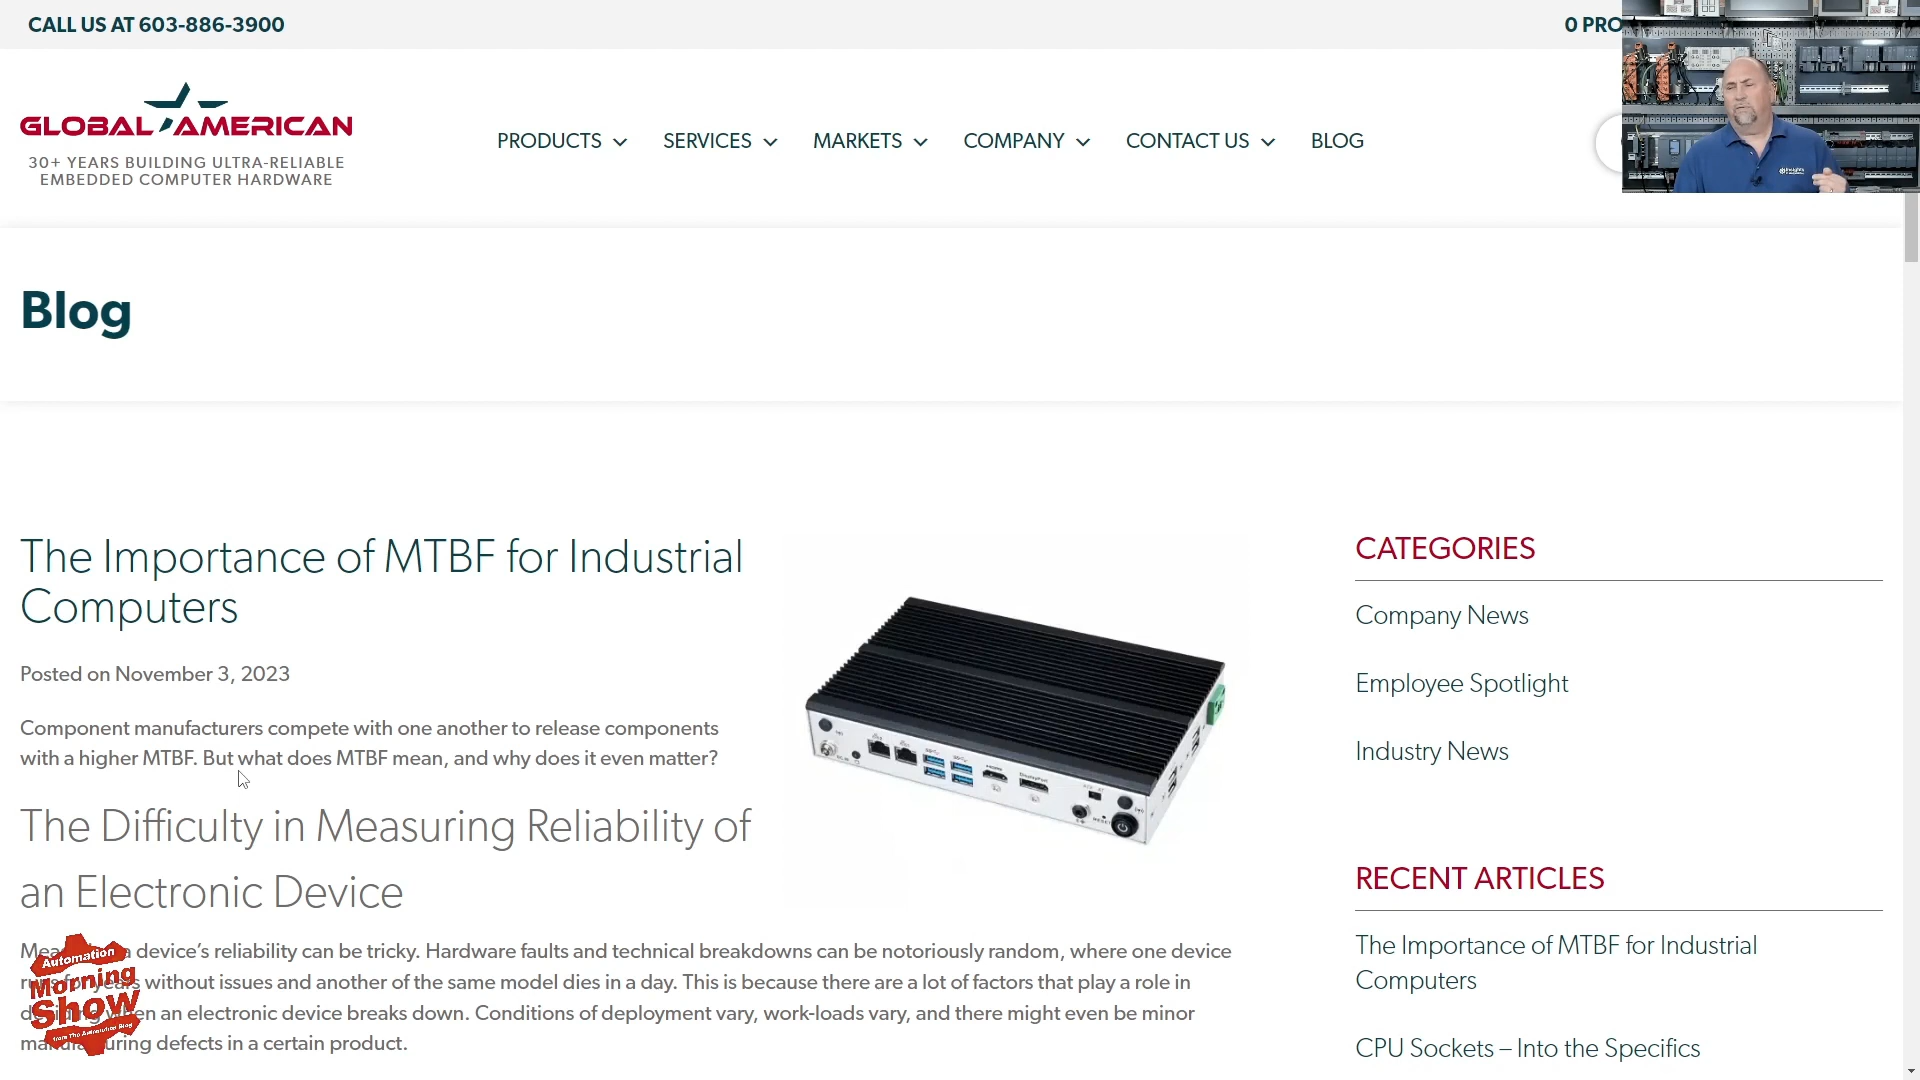 CALL US AT 603-886-3900
0 PRO
GLOBAL AMERICAN
30+ YEARS BUILDING ULTRA-RELIABLE
EMBEDDED COMPUTER HARDWARE
PRODUCTS
SERVICES
MARKETS
COMPANY
CONTACT US
BLOG
Blog
The Importance of MTBF for Industrial
Computers
Posted on November 3, 2023
Component manufacturers compete with one another to release components
with a higher MTBF. But what does MTBF mean, and why does it even matter?
The Difficulty in Measuring Reliability of
an Electronic Device
device's reliability can be tricky. Hardware faults and technical breakdowns can be notoriously random, where one device
without issues and another of the same model dies in a day. This is because there are a lot of factors that play a role in
an electronic device breaks down. Conditions of deployment vary, work-loads vary, and there might even be minor
defects in a certain product.
Automation
Morning
Show
from The Automation Blog
CATEGORIES
Company News
Employee Spotlight
Industry News
RECENT ARTICLES
The Importance of MTBF for Industrial
Computers
CPU Sockets – Into the Specifics